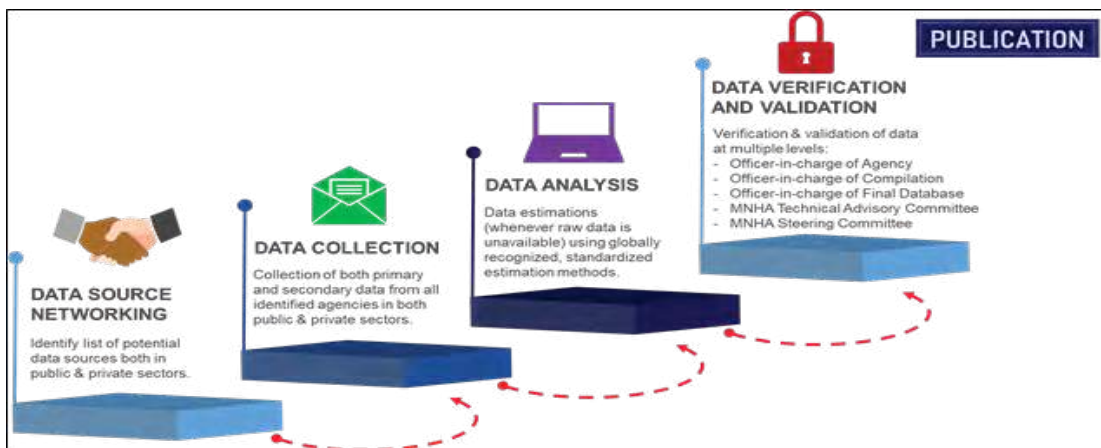 PUBLICATION
DATA SOURCE
NETWORKING
Identify list of potential
data sources both in
public & private sectors.
DATA COLLECTION
Collection of both primary
and secondary data from all
identified agencies in both
public & private sectors.
DATA ANALYSIS
Data estimations
(whenever raw data is
unavailable) using globally
recognized, standardized
estimation methods.
DATA VERIFICATION
AND VALIDATION
Verification & validation of data
at multiple levels:
- Officer-in-charge of Agency
- Officer-in-charge of Compilation
- Officer-in-charge of Final Database
- MNHA Technical Advisory Committee
- MNHA Steering Committee